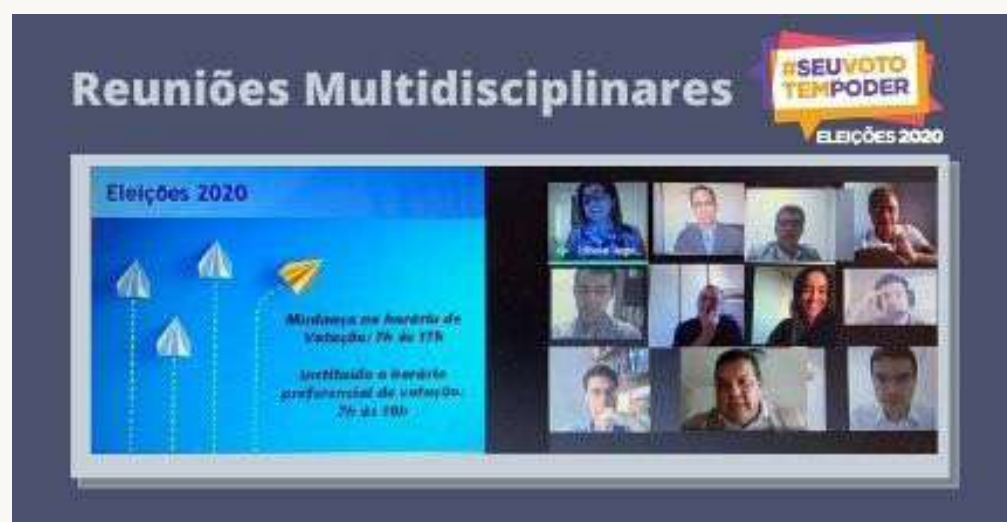 Reuniões Multidisciplinares
#SEUVOTO
TEMPODER
ELEIÇÕES 2020
Eleições 2020
Mudança no horário de
Votação: 7h às 17h
Instituído o horário
preferencial de votação:
7h às 10h